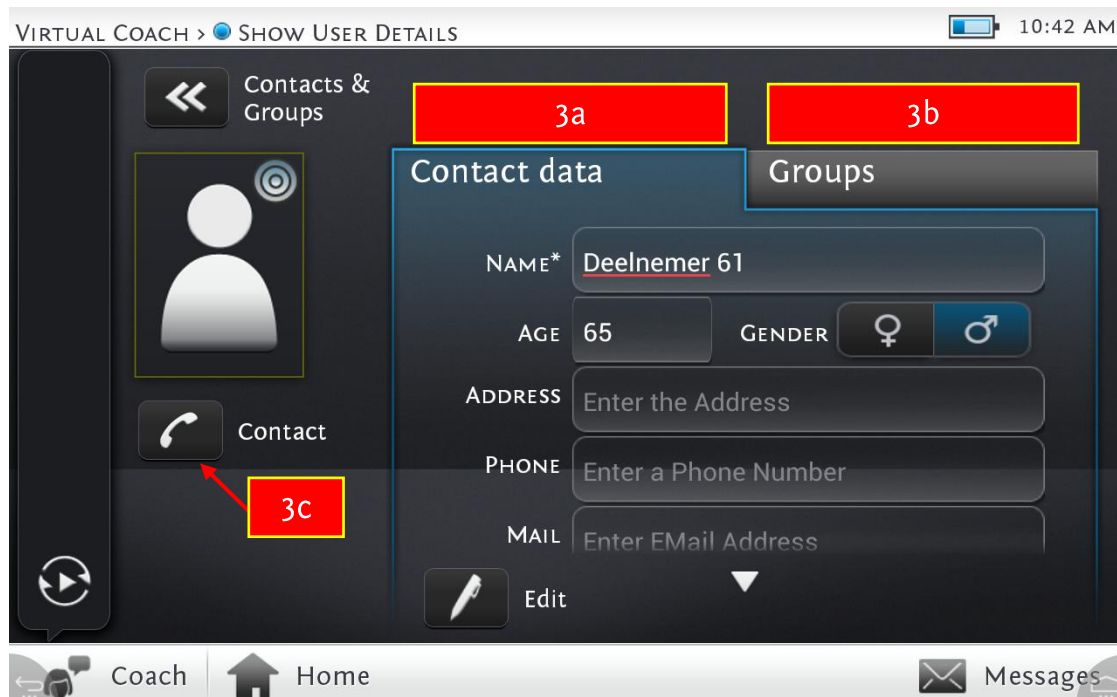 Virtual Coach > Show User Details
10:42 AM
Contacts &
Groups
3a
3b
Contact data
Groups
Name* Deelnemer 61
Age 65 Gender ♀ ♂
Address Enter the Address
Contact
Phone Enter a Phone Number
3c
Mail Enter EMail Address
Edit
Coach Home Messages